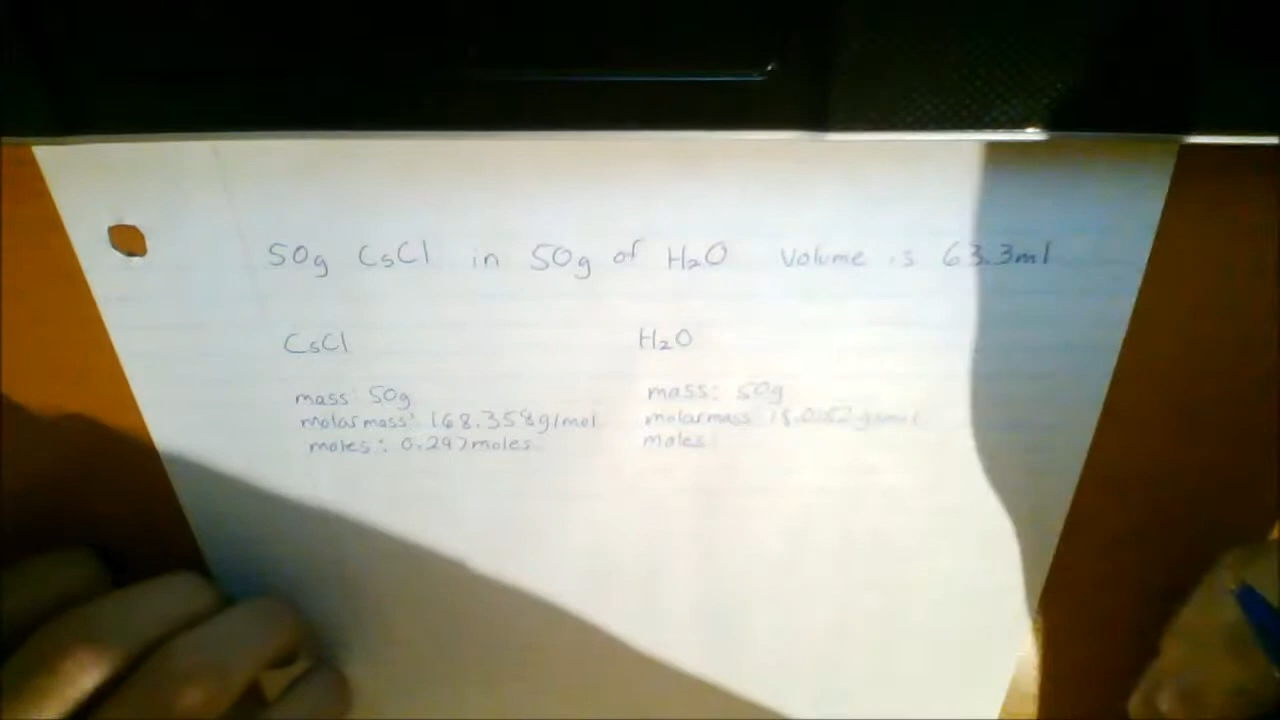 50g CsCl in 50g of H₂O Volume is 63.3ml
CsCl
H₂O
mass: 50g
molarmass: 168.358g/mol
moles: 0.297moles
mass: 50g
molarmass
moles